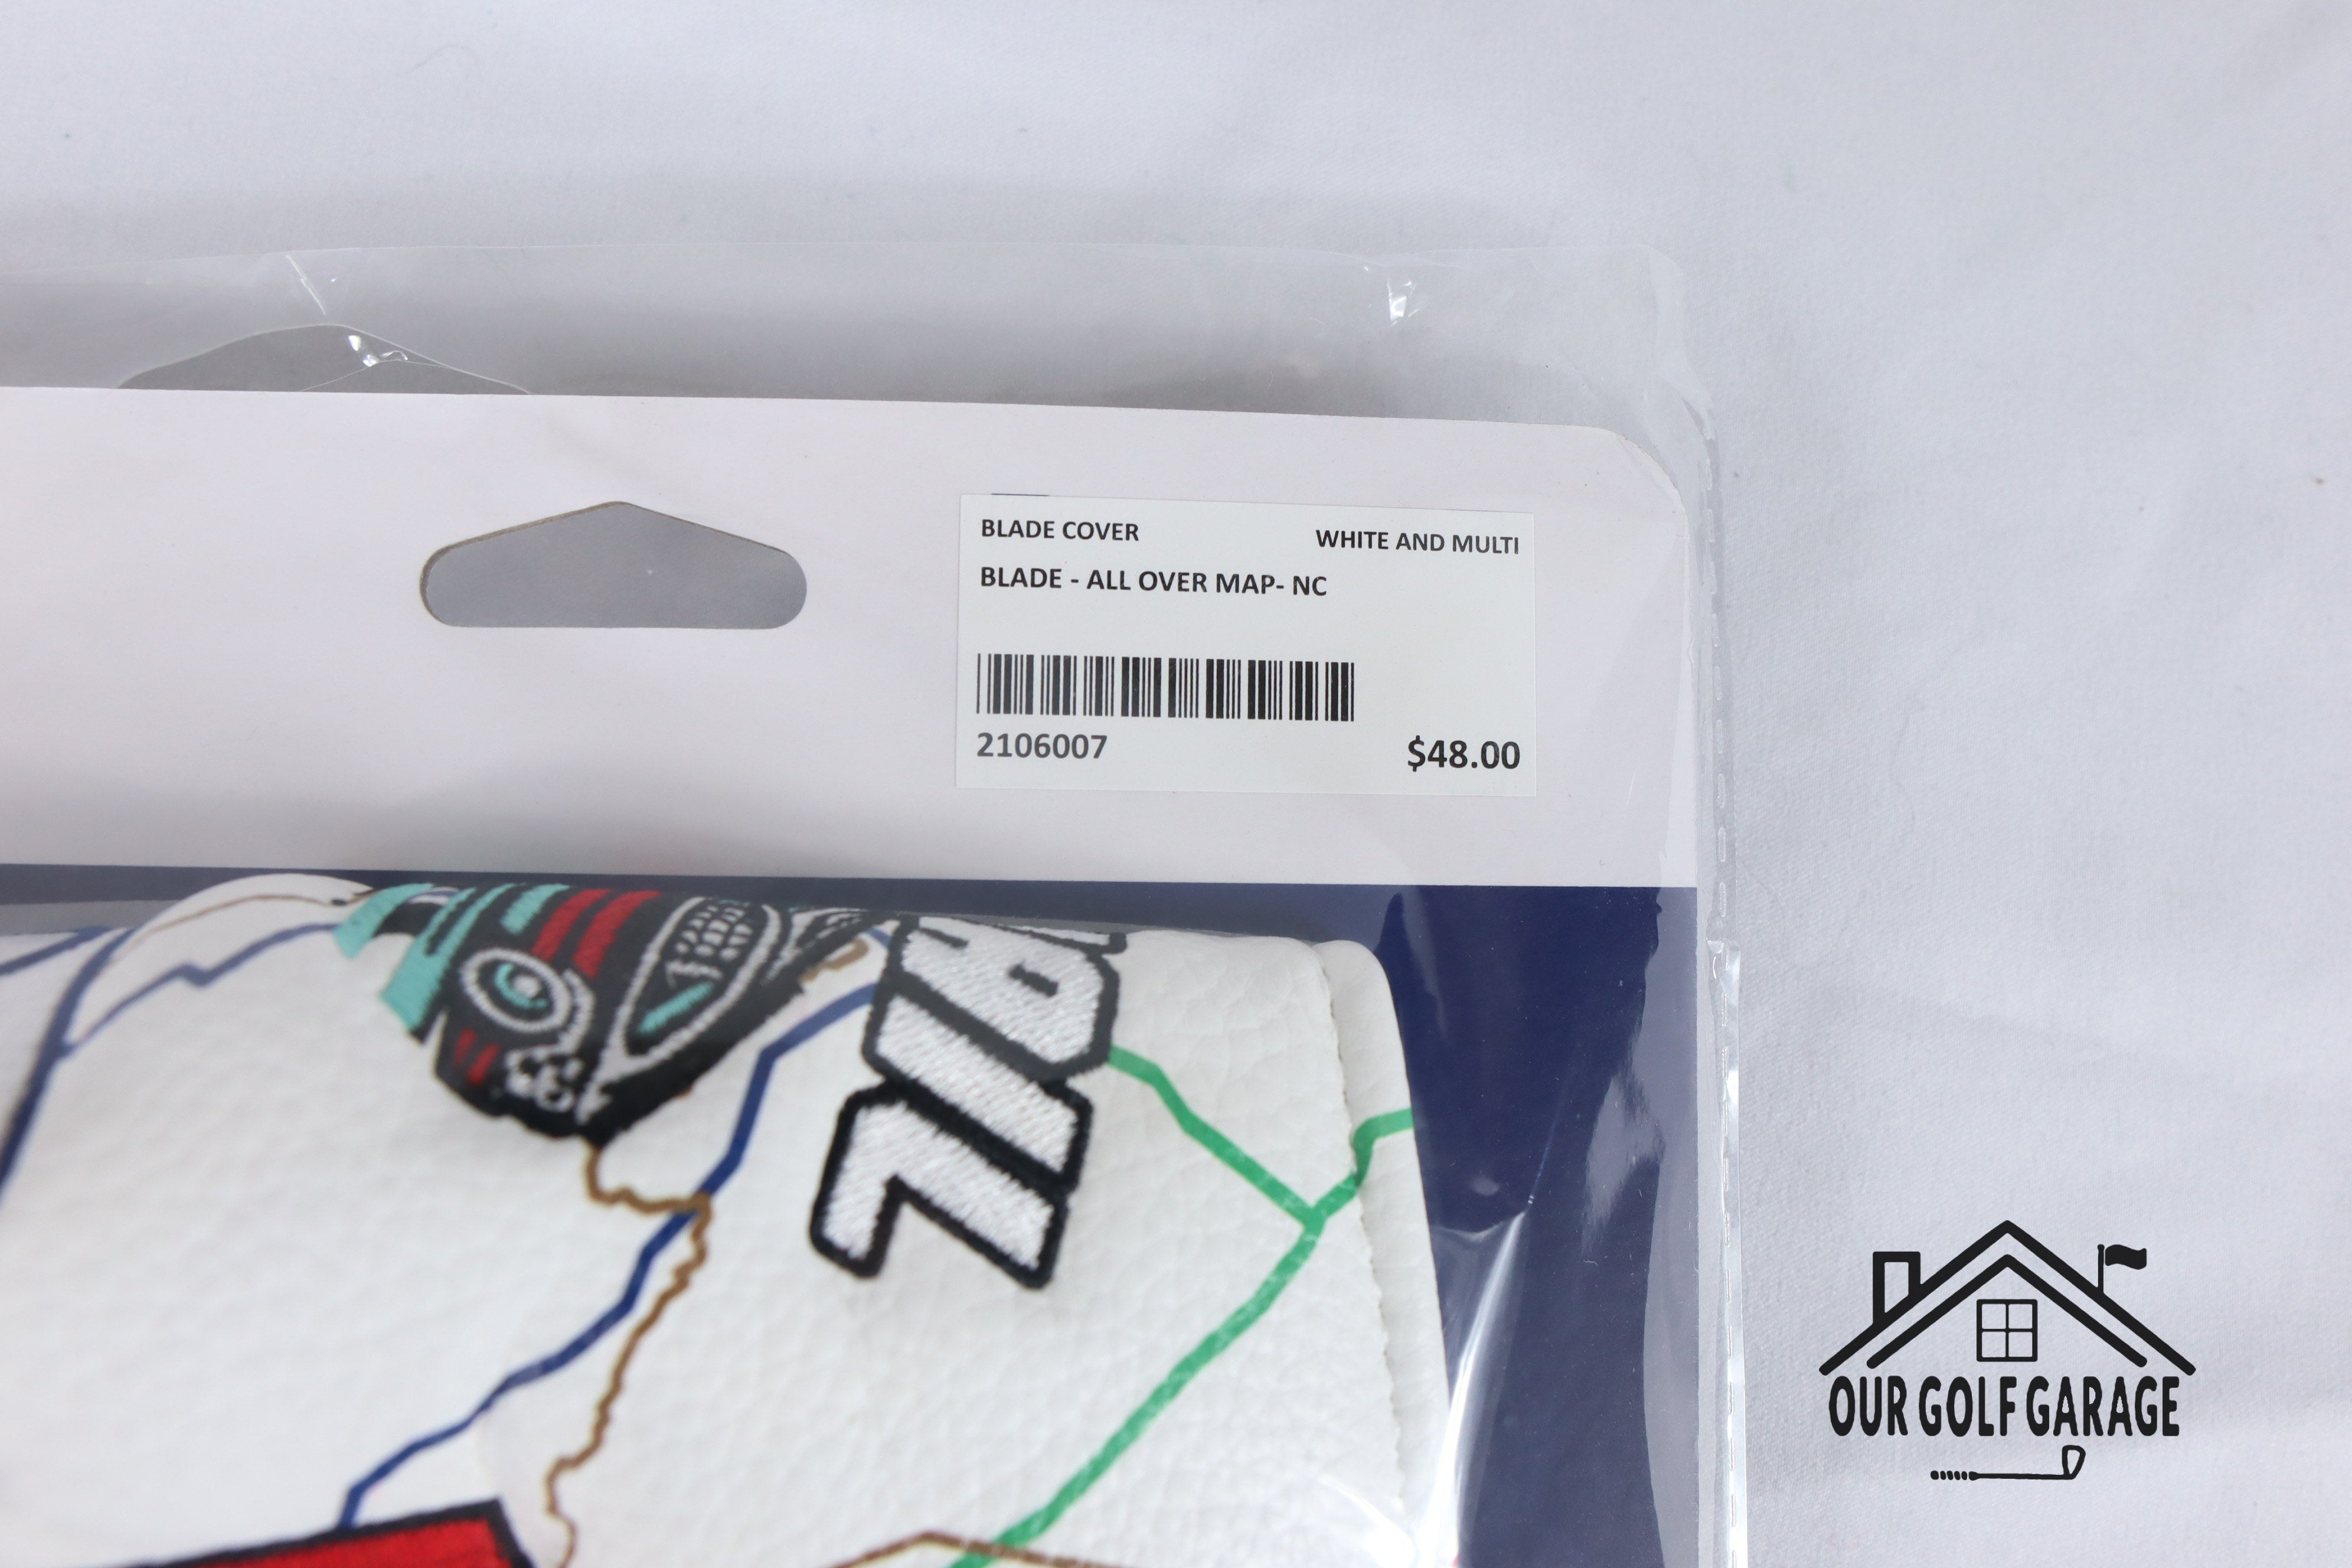 BLADE COVER WHITE AND MULTI
BLADE - ALL OVER MAP- NC
2106007 $48.00
OUR GOLF GARAGE